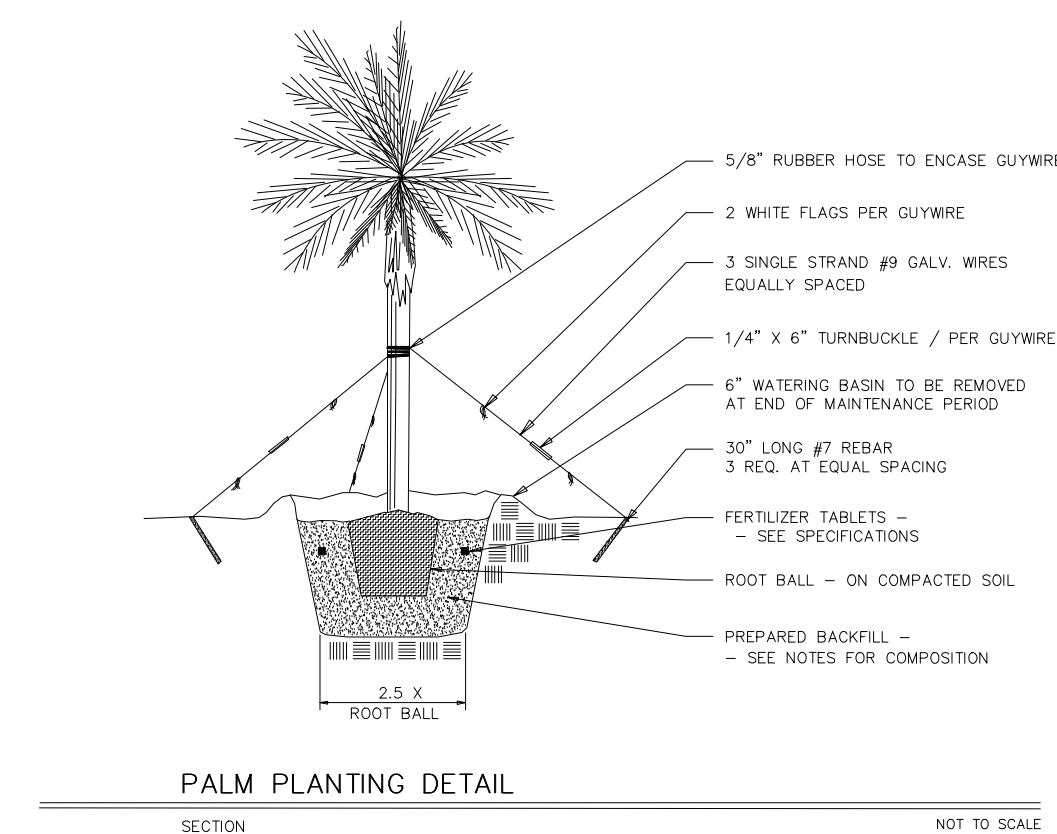 5/8" RUBBER HOSE TO ENCASE GUYWIRE
2 WHITE FLAGS PER GUYWIRE
3 SINGLE STRAND #9 GALV. WIRES
EQUALLY SPACED
1/4" X 6" TURNBUCKLE / PER GUYWIRE
6" WATERING BASIN TO BE REMOVED
AT END OF MAINTENANCE PERIOD
30" LONG #7 REBAR
3 REQ. AT EQUAL SPACING
FERTILIZER TABLETS –
– SEE SPECIFICATIONS
ROOT BALL – ON COMPACTED SOIL
PREPARED BACKFILL –
– SEE NOTES FOR COMPOSITION
2.5 X
ROOT BALL
PALM PLANTING DETAIL
SECTION
NOT TO SCALE